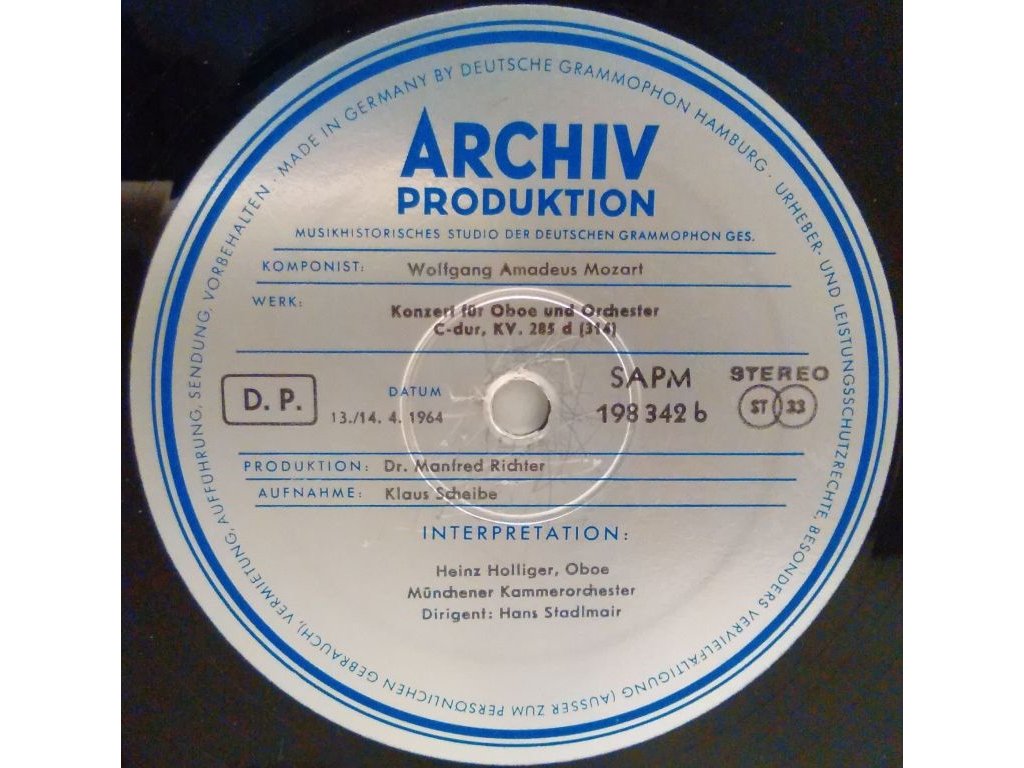 MADE IN GERMANY BY DEUTSCHE GRAMMOPHON HAMBURG · URHEBER- UND LEISTUNGSSCHUTZRECHTE, BESONDERS VERVIELFÄLTIGUNG (AUSSER ZUM PERSÖNLICHEN GEBRAUCH), VERMIETUNG, AUFFÜHRUNG, SENDUNG, VORBEHALTEN ·
ARCHIV
PRODUKTION
MUSIKHISTORISCHES STUDIO DER DEUTSCHEN GRAMMOPHON GES.
KOMPONIST: Wolfgang Amadeus Mozart
WERK: Konzert für Oboe und Orchester
C-dur, KV. 285 d (314)
D. P. DATUM SAPM STEREO
13./14. 4. 1964 198 342 b ST 33
PRODUKTION: Dr. Manfred Richter
AUFNAHME: Klaus Scheibe
INTERPRETATION:
Heinz Holliger, Oboe
Münchener Kammerorchester
Dirigent: Hans Stadlmair